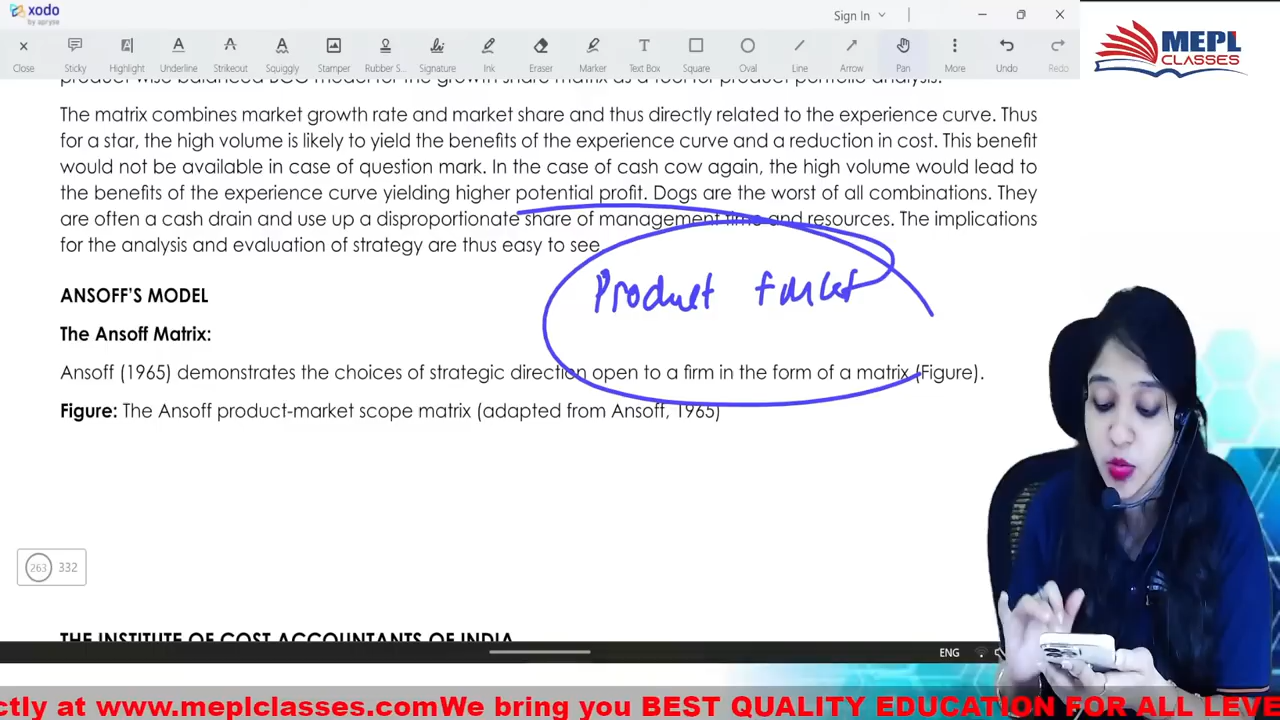 xodo
by apryse
Sign In
Close
Sticky
Highlight
Underline
Strikeout
Squiggly
Stamper
Rubber S
Signature
Ink
Eraser
Marker
Text Box
Square
Oval
Line
Arrow
Pan
More
Undo
Redo
MEPL
CLASSES
The matrix combines market growth rate and market share and thus directly related to the experience curve. Thus
for a star, the high volume is likely to yield the benefits of the experience curve and a reduction in cost. This benefit
would not be available in case of question mark. In the case of cash cow again, the high volume would lead to
the benefits of the experience curve yielding higher potential profit. Dogs are the worst of all combinations. They
are often a cash drain and use up a disproportionate share of management time and resources. The implications
for the analysis and evaluation of strategy are thus easy to see.
Product
ANSOFF'S MODEL
The Ansoff Matrix:
Ansoff (1965) demonstrates the choices of strategic direction open to a firm in the form of a matrix (Figure).
Figure: The Ansoff product-market scope matrix (adapted from Ansoff, 1965)
263 332
THE INSTITUTE OF COST ACCOUNTANTS OF INDIA
ENG
ctly at www.meplclasses.comWe bring you BEST QUALITY EDUCATION FOR ALL LEVE